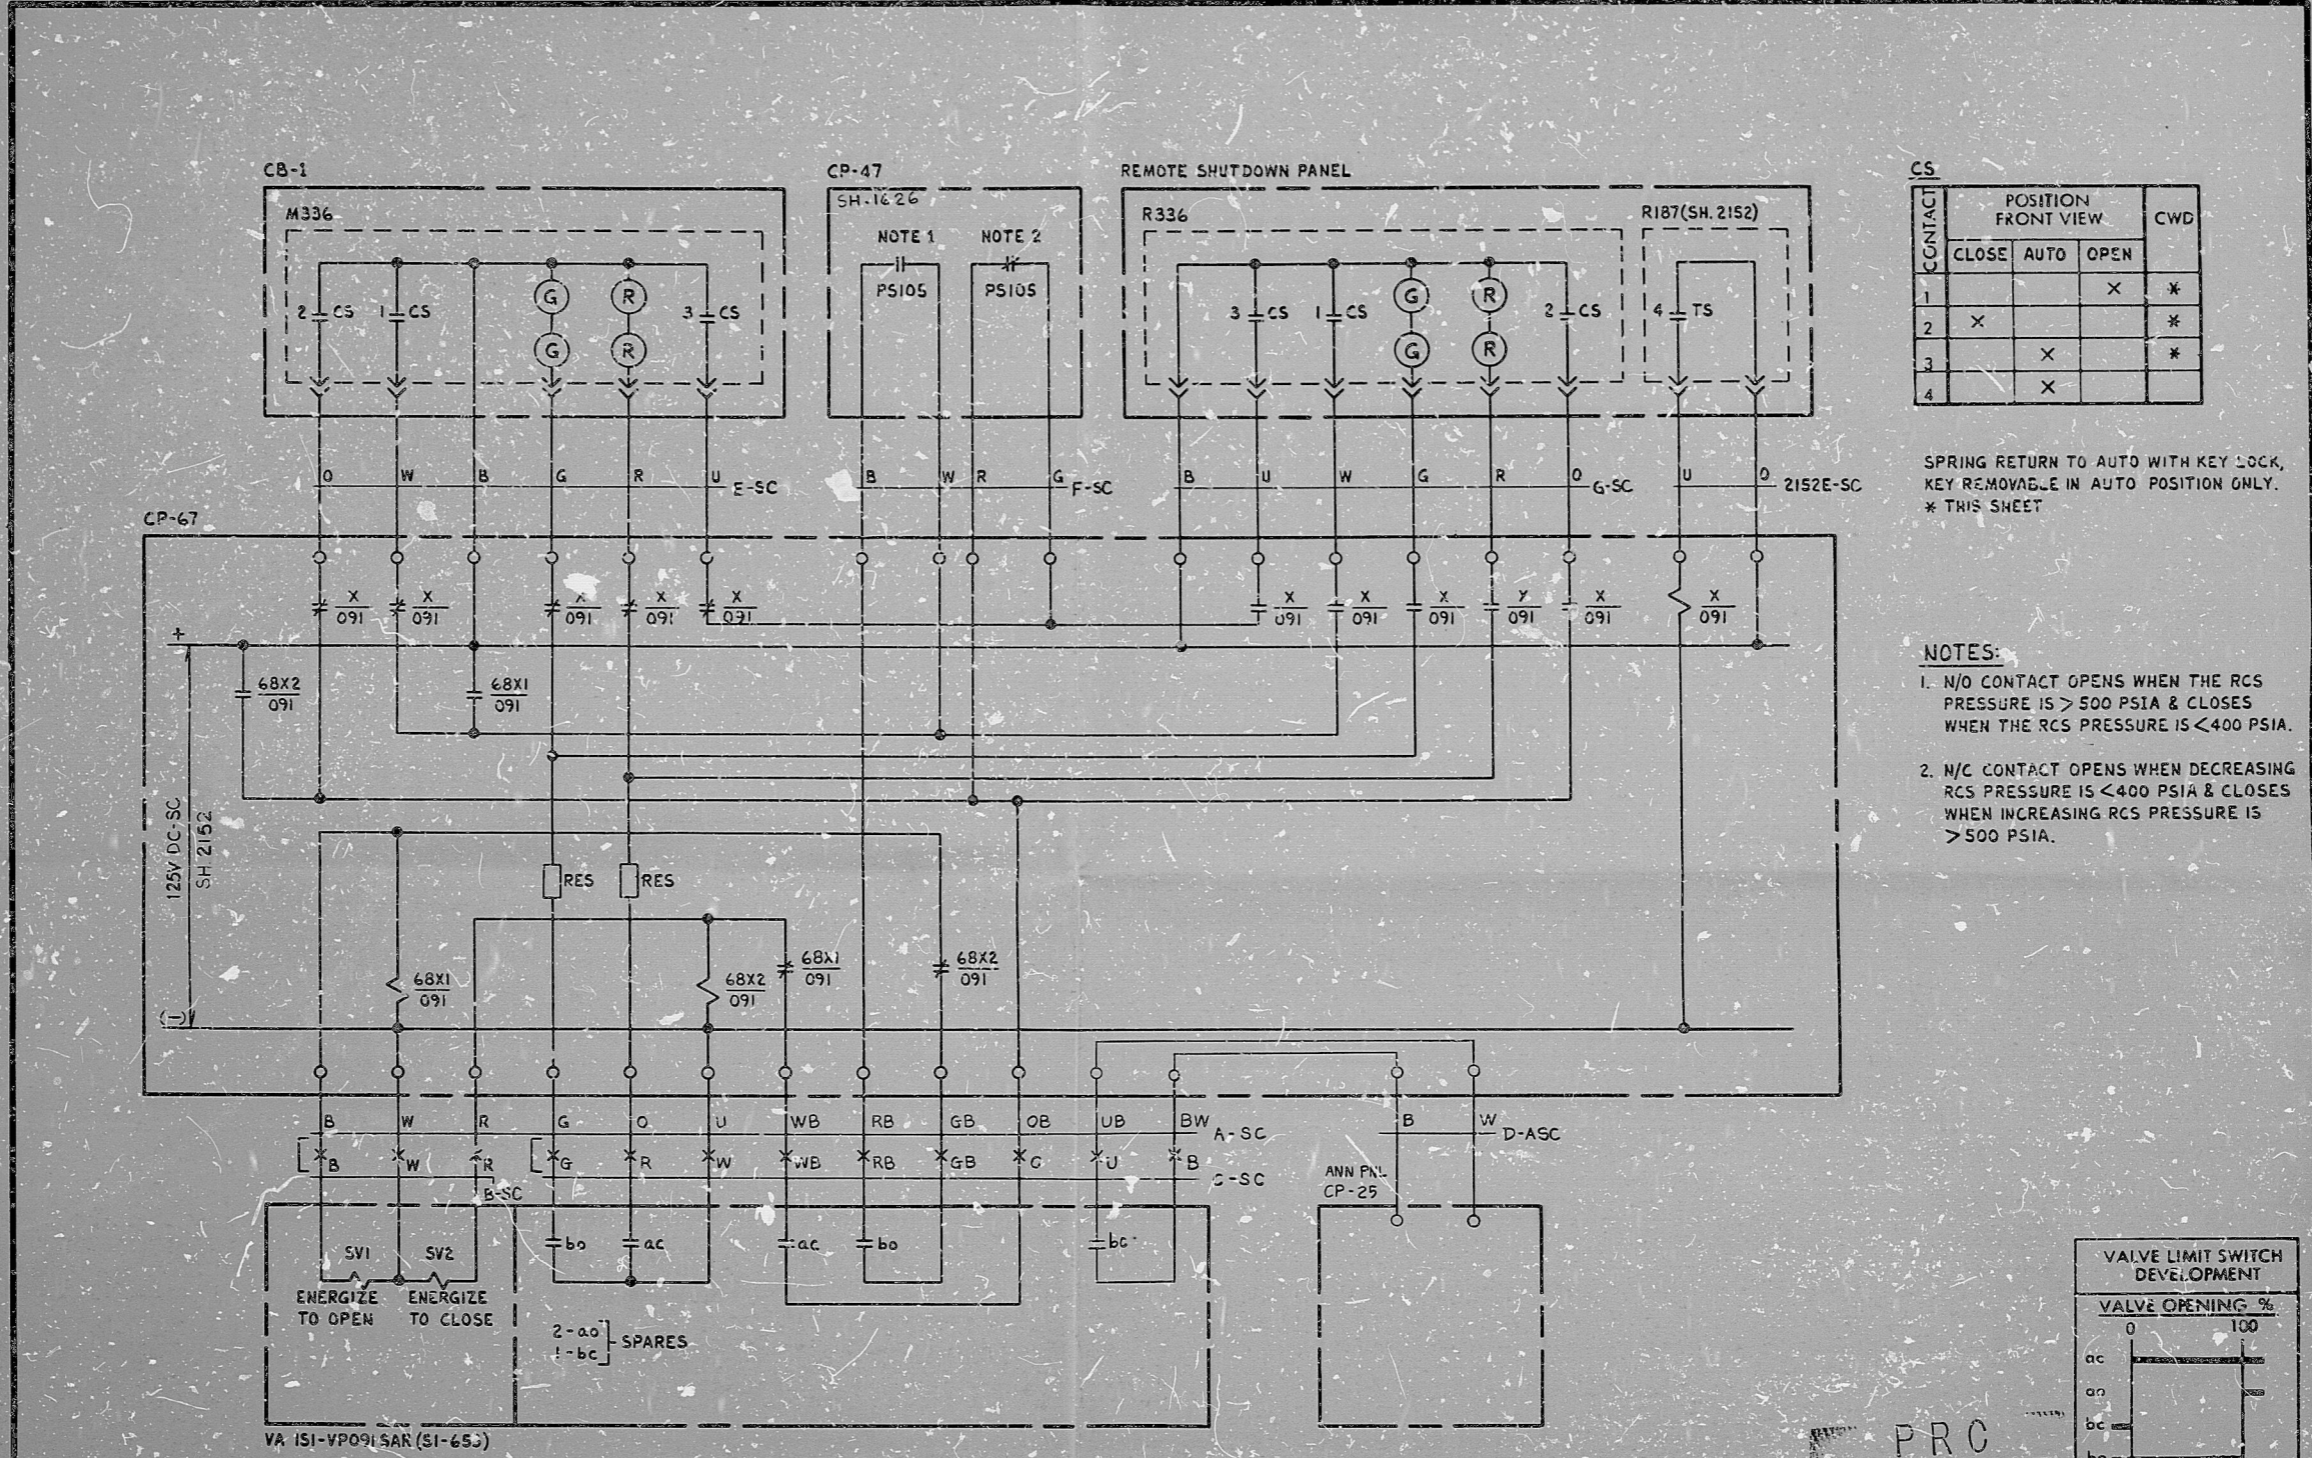 CB-1
CP-47
REMOTE SHUTDOWN PANEL
CS
M336
SH. 1626
R336
R187(SH. 2152)
NOTE 1
NOTE 2
PS105
PS105
2 CS
1 CS
G
R
3 CS
G
R
3 CS
1 CS
G
R
2 CS
G
R
4 TS
CONTACT
POSITION
FRONT VIEW
CWD
CLOSE
AUTO
OPEN
1 X *
2 X *
3 X *
4 X
SPRING RETURN TO AUTO WITH KEY LOCK,
KEY REMOVABLE IN AUTO POSITION ONLY.
* THIS SHEET
O W B G R U E-SC
B W R G F-SC
B U W G R O G-SC
U O 2152E-SC
CP-67
X
091
X
091
X
091
X
091
X
091
X
091
X
091
X
091
091
X
091
X
091
+
68X2
091
68X1
091
125V DC-SC
SH. 2152
(-)
RES
RES
68X1
091
68X2
091
68X1
091
68X2
091
NOTES:
1. N/O CONTACT OPENS WHEN THE RCS
PRESSURE IS > 500 PSIA & CLOSES
WHEN THE RCS PRESSURE IS <400 PSIA.
2. N/C CONTACT OPENS WHEN DECREASING
RCS PRESSURE IS <400 PSIA & CLOSES
WHEN INCREASING RCS PRESSURE IS
>500 PSIA.
B W R G O U WB RB GB OB UB BW A-SC
B W D-ASC
B W R G R W WB RB GB U B
B-SC
ANN PNL
CP-25
SV1
SV2
ENERGIZE
TO OPEN
ENERGIZE
TO CLOSE
bo
ac
ac
bo
bc
2-ao
1-bc
SPARES
VALVE LIMIT SWITCH
DEVELOPMENT
VALVE OPENING %
0 100
ac
ao
bc
PRC